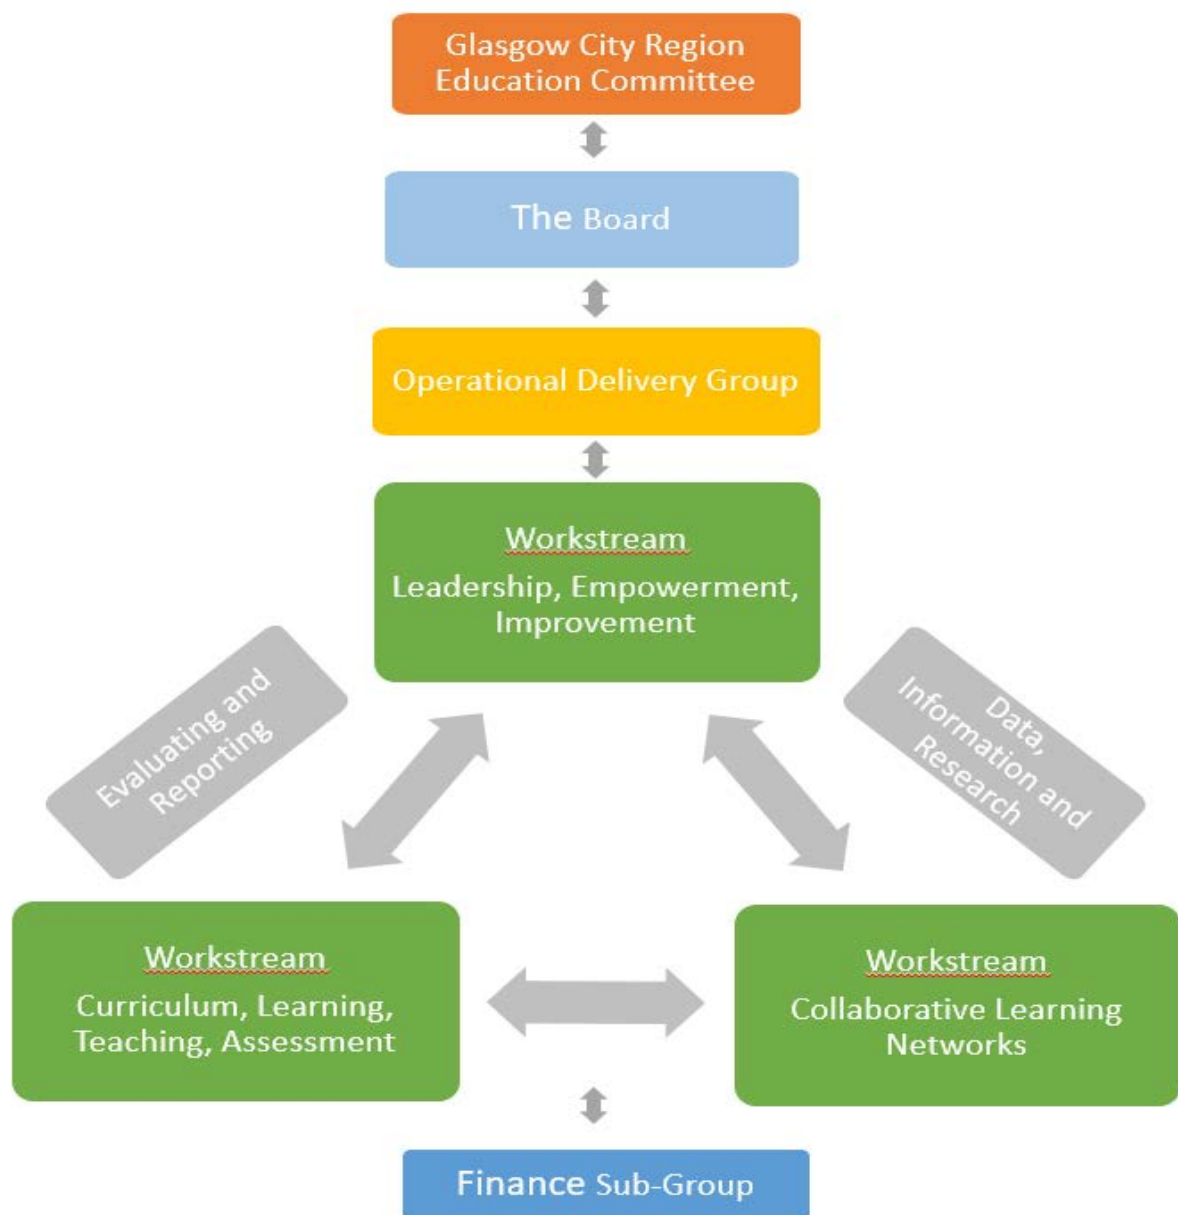 Glasgow City Region
Education Committee
The Board
Operational Delivery Group
Workstream
Leadership, Empowerment,
Improvement
Evaluating and
Reporting
Data,
Information and
Research
Workstream
Curriculum, Learning,
Teaching, Assessment
Workstream
Collaborative Learning
Networks
Finance Sub-Group